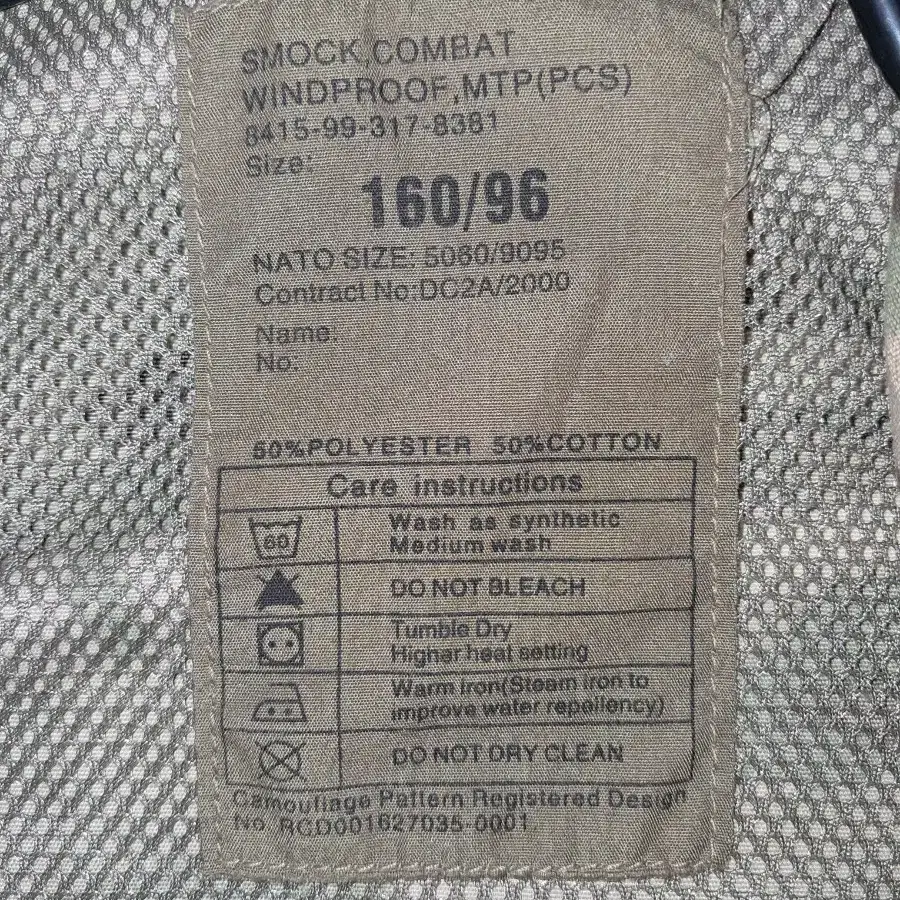 SMOCK,COMBAT
WINDPROOF,MTP(PCS)
8415-99-317-8381
Size:
160/96
NATO SIZE: 5060/9095
Contract No:DC2A/2000
Name:
No:
50%POLYESTER 50%COTTON
Care instructions
60
Wash as synthetic
Medium wash
DO NOT BLEACH
Tumble Dry
Higher heat setting
Warm Iron(Steam iron to
improve water repellency)
DO NOT DRY CLEAN
Camouflage Pattern Registered Design
No RCD001627035-0001